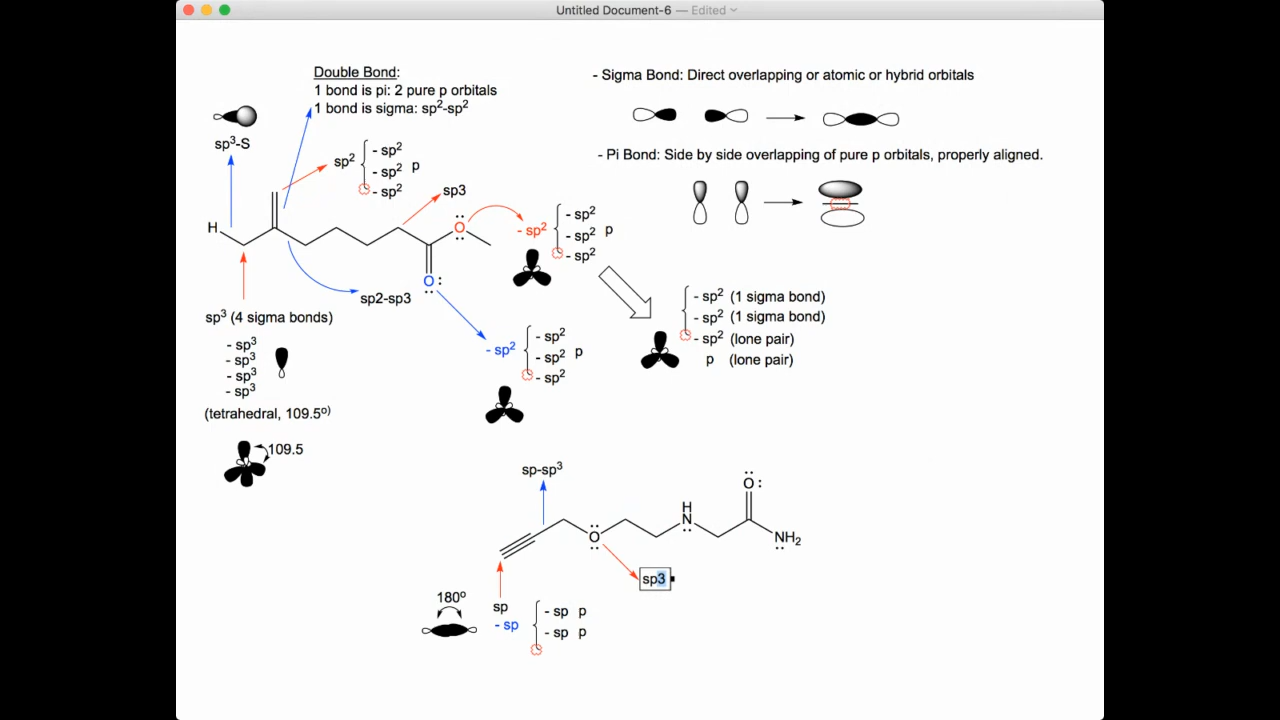 Untitled Document-6 — Edited
Double Bond:
1 bond is pi: 2 pure p orbitals
1 bond is sigma: sp²-sp²
- Sigma Bond: Direct overlapping or atomic or hybrid orbitals
- Pi Bond: Side by side overlapping of pure p orbitals, properly aligned.
sp³-S
sp²
- sp²
- sp² p
- sp²
sp3
H
O
O
- sp²
- sp²
- sp² p
- sp²
sp2-sp3
sp³ (4 sigma bonds)
- sp³
- sp³
- sp³
- sp³
(tetrahedral, 109.5º)
109.5
- sp²
- sp²
- sp² p
- sp²
- sp² (1 sigma bond)
- sp² (1 sigma bond)
- sp² (lone pair)
p (lone pair)
sp-sp³
O
H
N
O
NH₂
sp3
180º
sp
- sp
- sp p
- sp p